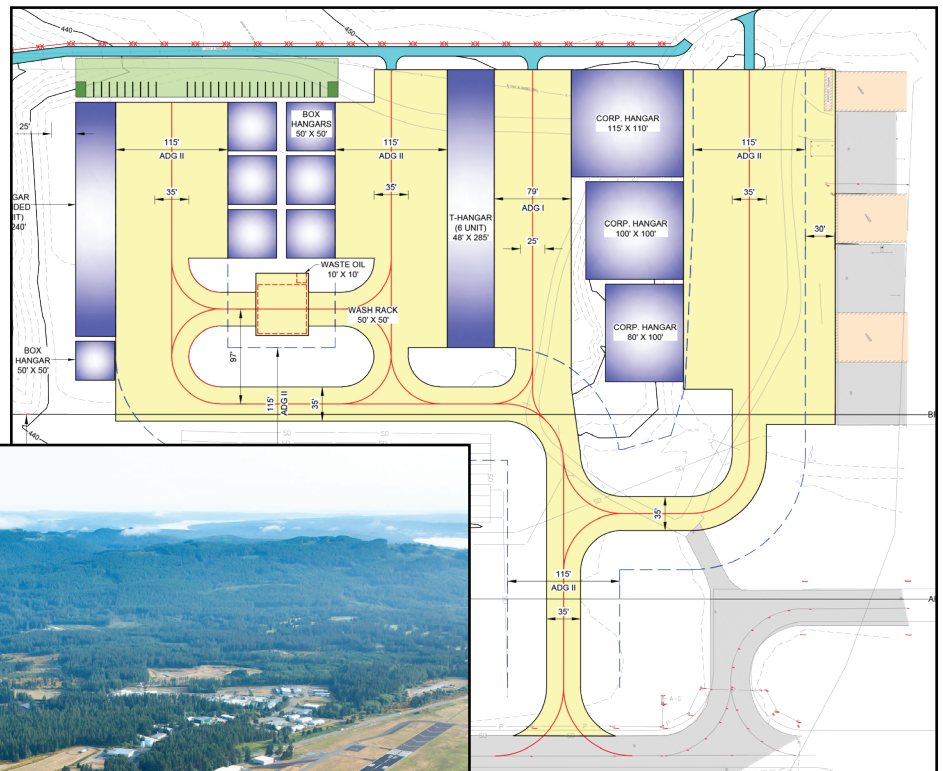 440
450
25'
115'
ADG II
35'
BOX
HANGARS
50' X 50'
115'
ADG II
35'
T-HANGAR
(6 UNIT)
48' X 285'
79'
ADG I
25'
CORP. HANGAR
115' X 110'
CORP. HANGAR
100' X 100'
CORP. HANGAR
80' X 100'
115'
ADG II
35'
30'
GAR
DED
IT)
240'
WASTE OIL
10' X 10'
WASH RACK
50' X 50'
BOX
HANGAR
50' X 50'
97'
115'
ADG II
35'
440
35'
115'
ADG II
35'